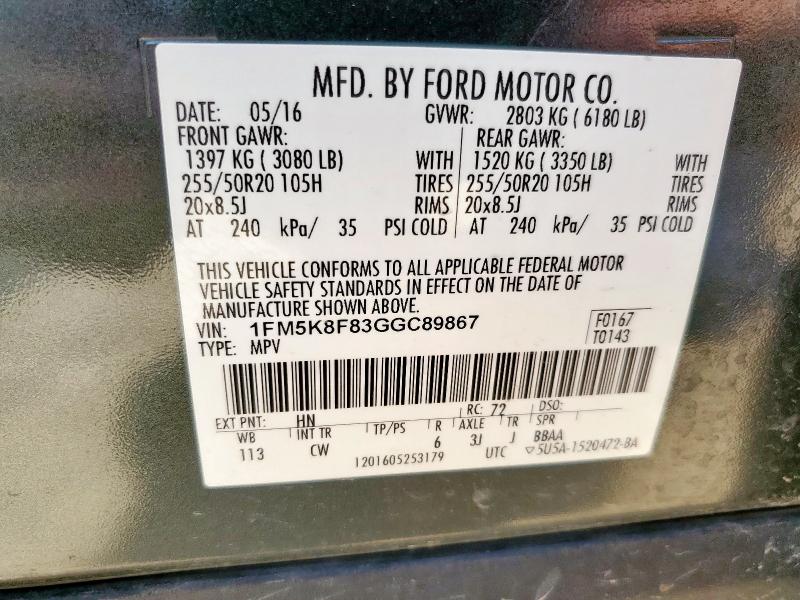 MFD. BY FORD MOTOR CO.
DATE: 05/16 GVWR: 2803 KG ( 6180 LB)
FRONT GAWR: REAR GAWR:
1397 KG ( 3080 LB) WITH 1520 KG ( 3350 LB) WITH
255/50R20 105H TIRES 255/50R20 105H TIRES
20x8.5J RIMS 20x8.5J RIMS
AT 240 kPa/ 35 PSI COLD AT 240 kPa/ 35 PSI COLD
THIS VEHICLE CONFORMS TO ALL APPLICABLE FEDERAL MOTOR
VEHICLE SAFETY STANDARDS IN EFFECT ON THE DATE OF
MANUFACTURE SHOWN ABOVE.
VIN: 1FM5K8F83GGC89867 F0167
TYPE: MPV T0143
EXT PNT: HN RC: 72 DSO:
WB INT TR TP/PS R AXLE TR SPR
113 CW 6 3J J BBAA
1201605253179 UTC ▽5U5A-1520472-BA